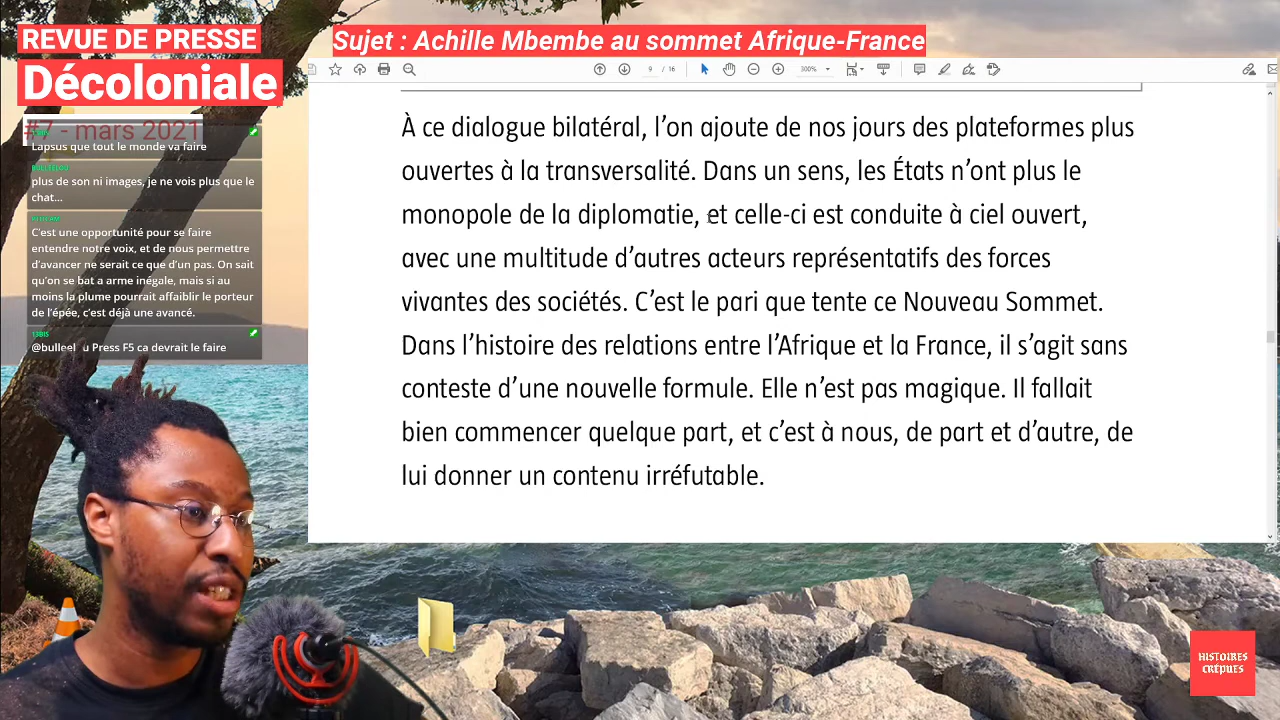 REVUE DE PRESSE
Décoloniale
#7 - mars 2021
Sujet : Achille Mbembe au sommet Afrique-France
9 / 16
300%
Lapsus que tout le monde va faire
plus de son ni images, je ne vois plus que le
chat...
C'est une opportunité pour se faire
entendre notre voix, et de nous permettre
d'avancer ne serait ce que d'un pas. On sait
qu'on se bat a arme inégale, mais si au
moins la plume pourrait affaiblir le porteur
de l'épée, c'est déjà une avancé.
13BIS
Press F5 ca devrait le faire
À ce dialogue bilatéral, l'on ajoute de nos jours des plateformes plus
ouvertes à la transversalité. Dans un sens, les États n'ont plus le
monopole de la diplomatie, et celle-ci est conduite à ciel ouvert,
avec une multitude d'autres acteurs représentatifs des forces
vivantes des sociétés. C'est le pari que tente ce Nouveau Sommet.
Dans l'histoire des relations entre l'Afrique et la France, il s'agit sans
conteste d'une nouvelle formule. Elle n'est pas magique. Il fallait
bien commencer quelque part, et c'est à nous, de part et d'autre, de
lui donner un contenu irréfutable.
HISTOIRES
CRÉPUES